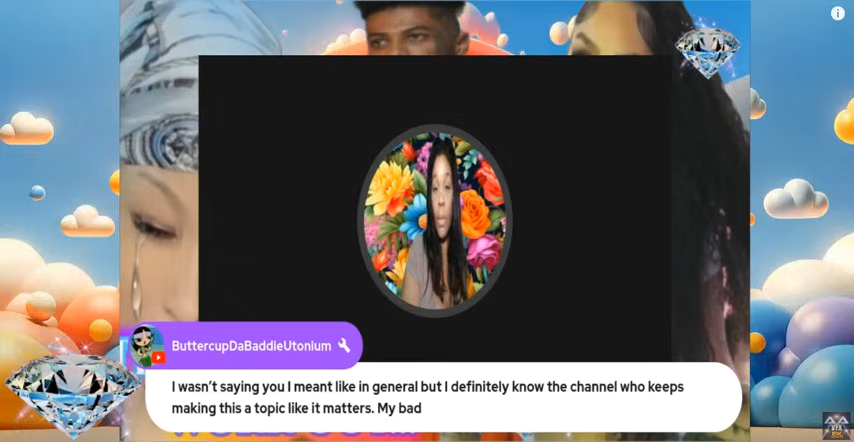 ButtercupDaBaddieUtonium
I wasn't saying you I meant like in general but I definitely know the channel who keeps
making this a topic like it matters. My bad